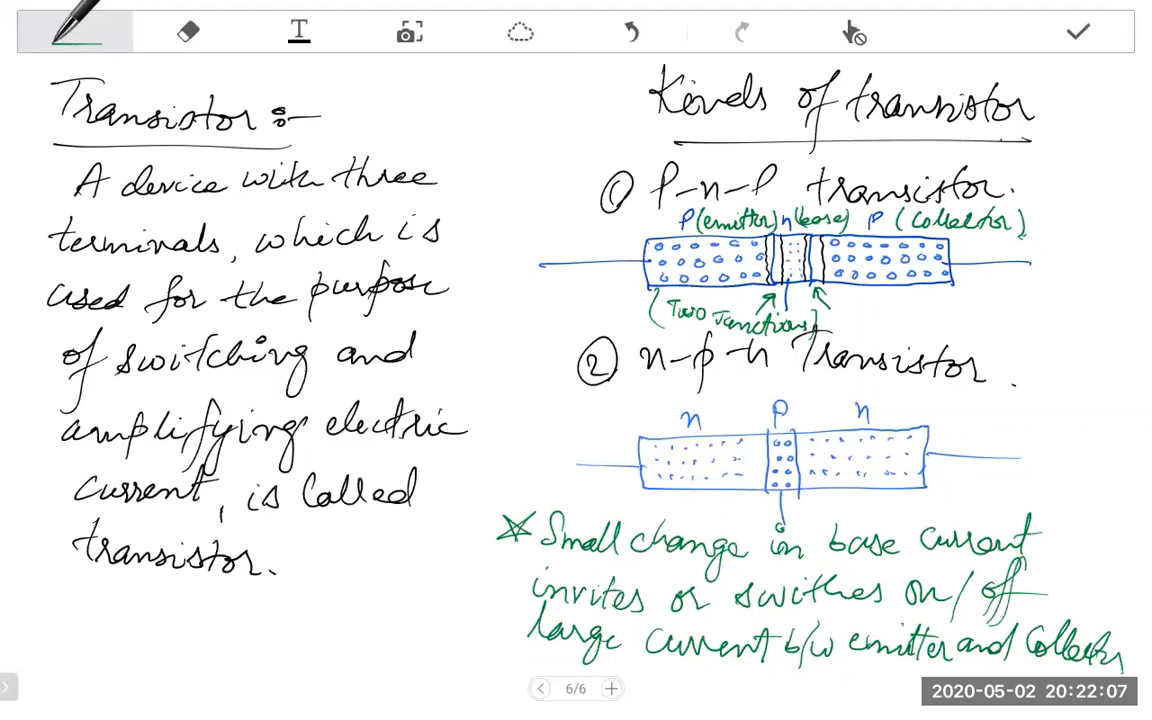 T
Transistor :-
A device with three
terminals, which is
used for the purpose
of switching and
amplifying electric
current, is called
transistor.
Kinds of transistor
① P-n-P transistor.
P(emitter) n(base) P (Collector)
(Two Junctions)
② n-p-n Transistor.
n P n
☆ Small change in base current
invites or swithes on/off
large current b/w emitter and Collector
6/6
2020-05-02 20:22:07